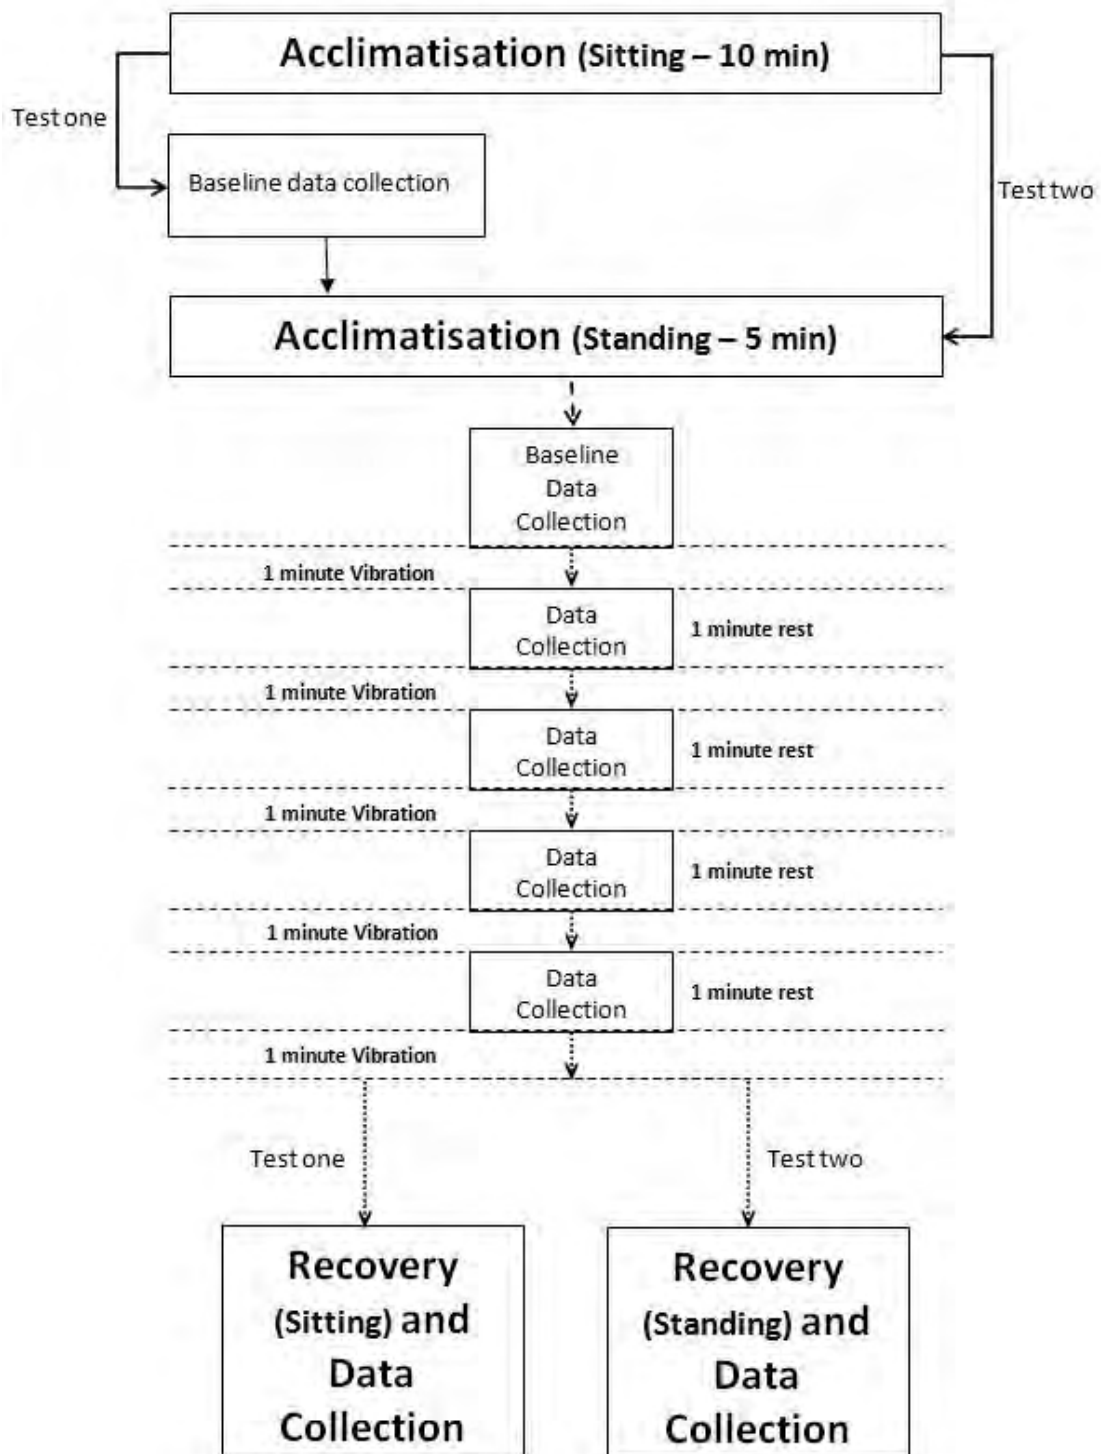 Acclimatisation (Sitting – 10 min)
Test one
Baseline data collection
Test two
Acclimatisation (Standing – 5 min)
Baseline
Data
Collection
1 minute Vibration
Data
Collection
1 minute rest
1 minute Vibration
Data
Collection
1 minute rest
1 minute Vibration
Data
Collection
1 minute rest
1 minute Vibration
Data
Collection
1 minute rest
1 minute Vibration
Test one
Test two
Recovery
(Sitting) and
Data
Collection
Recovery
(Standing) and
Data
Collection